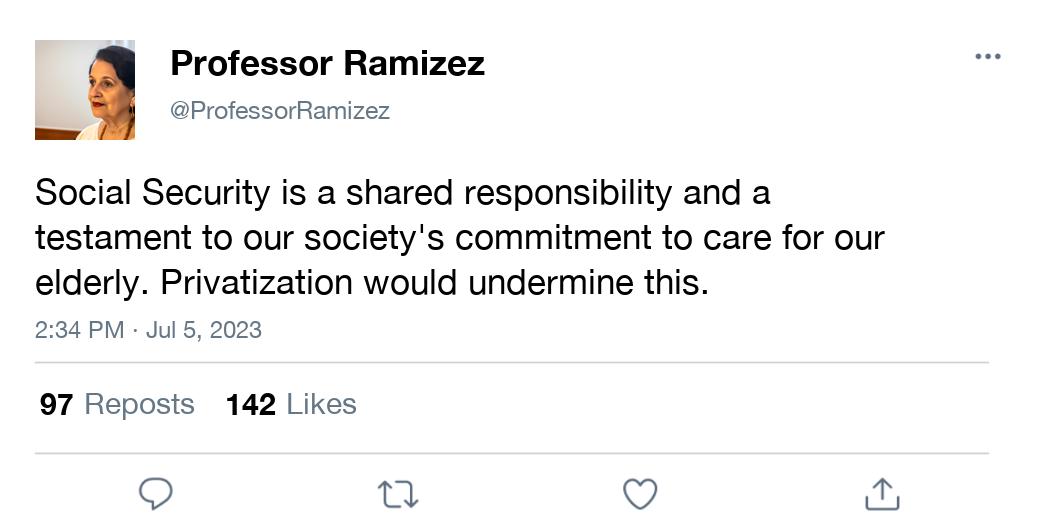 Professor Ramizez
@ProfessorRamizez
Social Security is a shared responsibility and a
testament to our society's commitment to care for our
elderly. Privatization would undermine this.
2:34 PM · Jul 5, 2023
97 Reposts 142 Likes